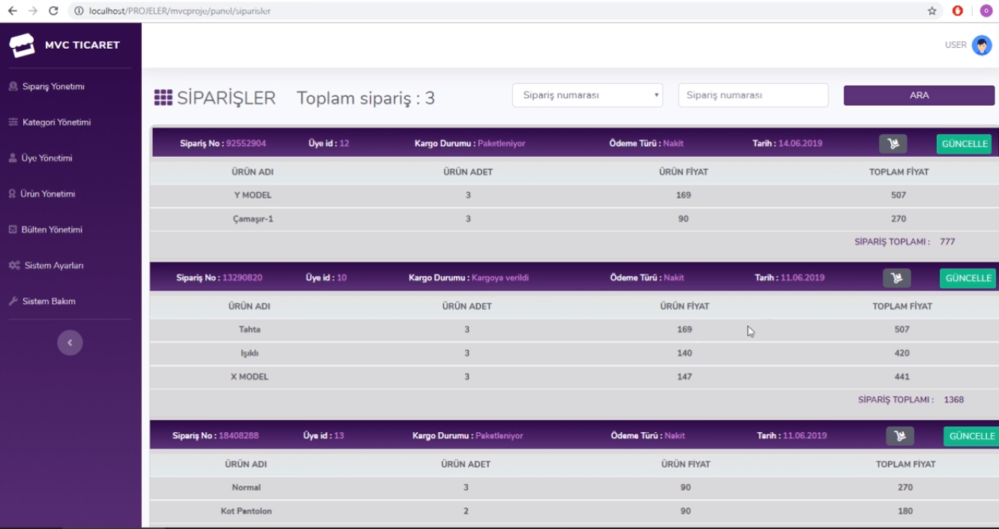 localhost/PROJELER/mvcproje/panel/siparisler
MVC TICARET
USER
Sipariş Yönetimi
Kategori Yönetimi
Üye Yönetimi
Ürün Yönetimi
Bülten Yönetimi
Sistem Ayarları
Sistem Bakım
SİPARİŞLER Toplam sipariş : 3 Sipariş numarası Sipariş numarası ARA
Sipariş No : 92552904 Üye id : 12 Kargo Durumu : Paketleniyor Ödeme Türü : Nakit Tarih : 14.06.2019 GÜNCELLE
ÜRÜN ADI ÜRÜN ADET ÜRÜN FİYAT TOPLAM FİYAT
Y MODEL 3 169 507
Çamaşır-1 3 90 270
SİPARİŞ TOPLAMI : 777
Sipariş No : 13290820 Üye id : 10 Kargo Durumu : Kargoya verildi Ödeme Türü : Nakit Tarih : 11.06.2019 GÜNCELLE
ÜRÜN ADI ÜRÜN ADET ÜRÜN FİYAT TOPLAM FİYAT
Tahta 3 169 507
Işıklı 3 140 420
X MODEL 3 147 441
SİPARİŞ TOPLAMI : 1368
Sipariş No : 18408288 Üye id : 13 Kargo Durumu : Paketleniyor Ödeme Türü : Nakit Tarih : 11.06.2019 GÜNCELLE
ÜRÜN ADI ÜRÜN ADET ÜRÜN FİYAT TOPLAM FİYAT
Normal 3 90 270
Kot Pantolon 2 90 180